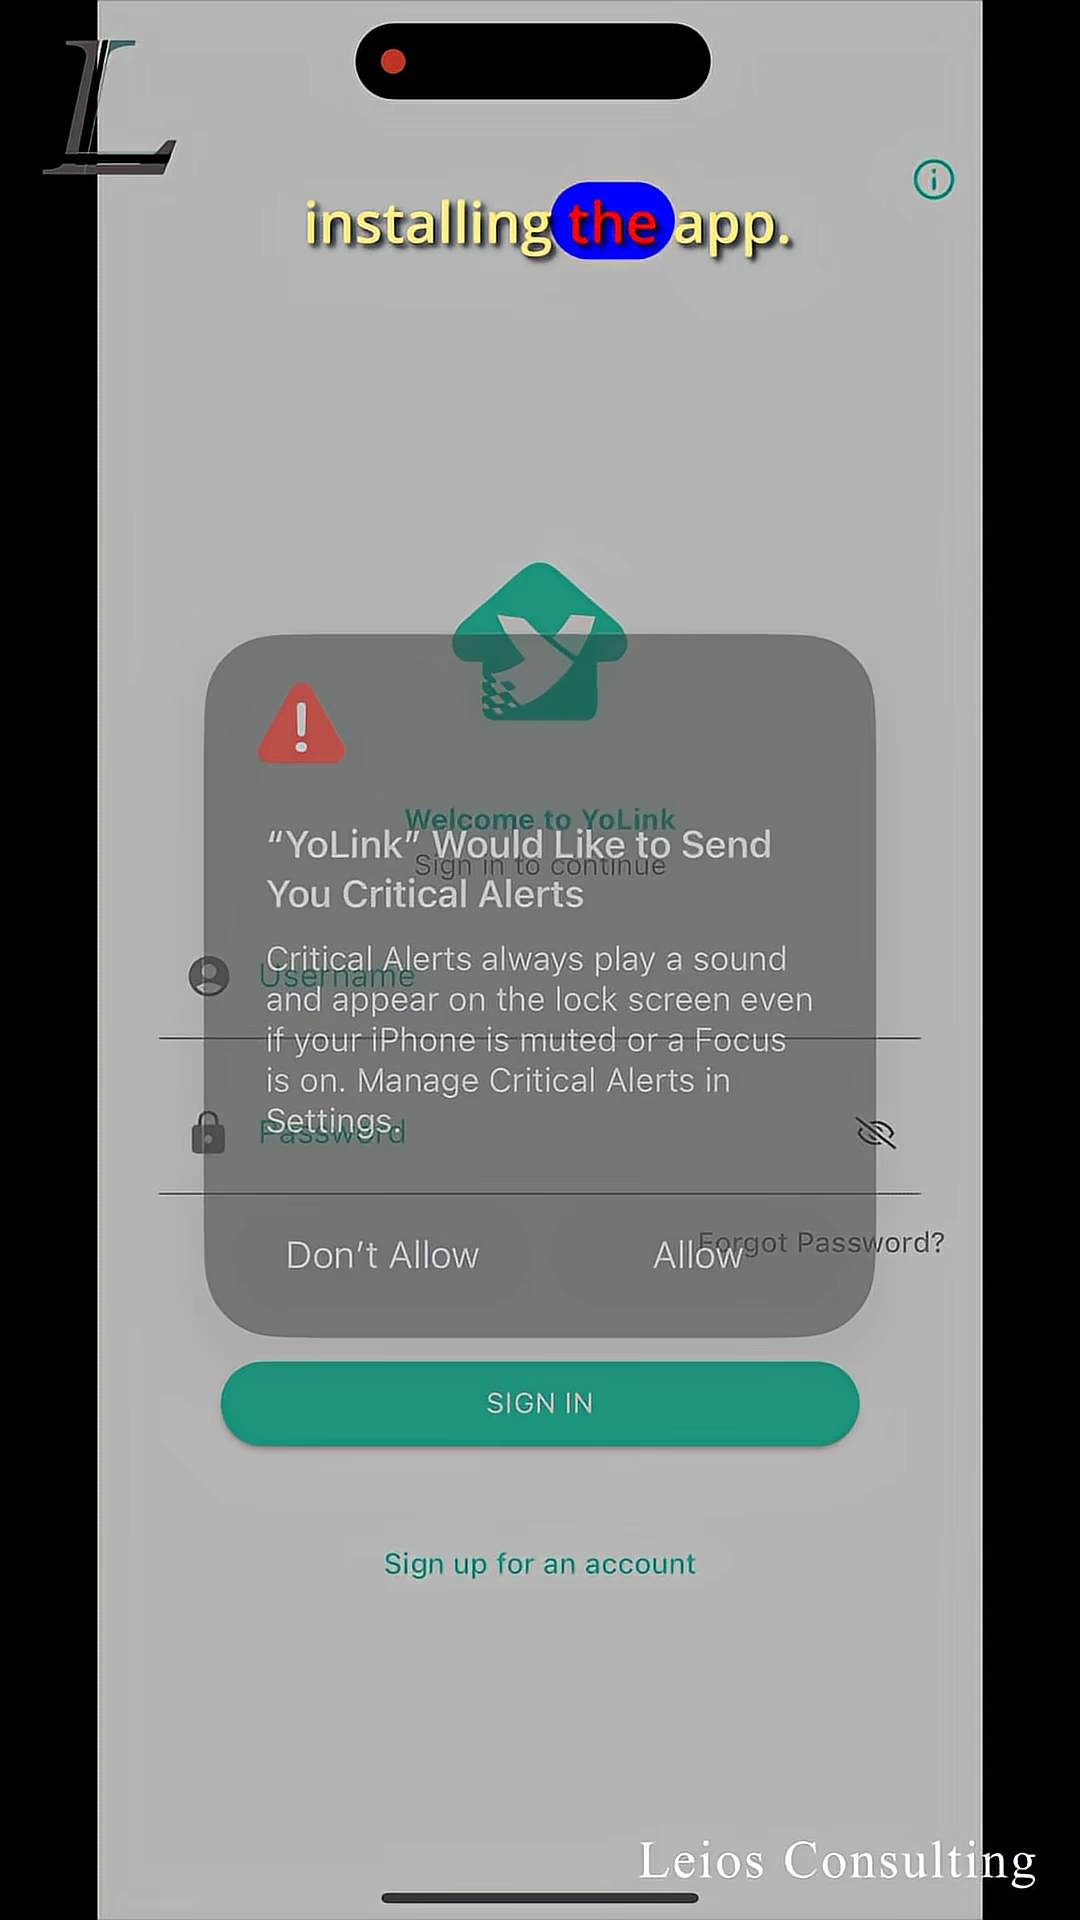 L
installing the app.
Welcome to YoLink
“YoLink” Would Like to Send
You Critical Alerts
Sign in to continue
Critical Alerts always play a sound
and appear on the lock screen even
if your iPhone is muted or a Focus
is on. Manage Critical Alerts in
Settings.
Username
Password
Forgot Password?
Don’t Allow
Allow
SIGN IN
Sign up for an account
Leios Consulting